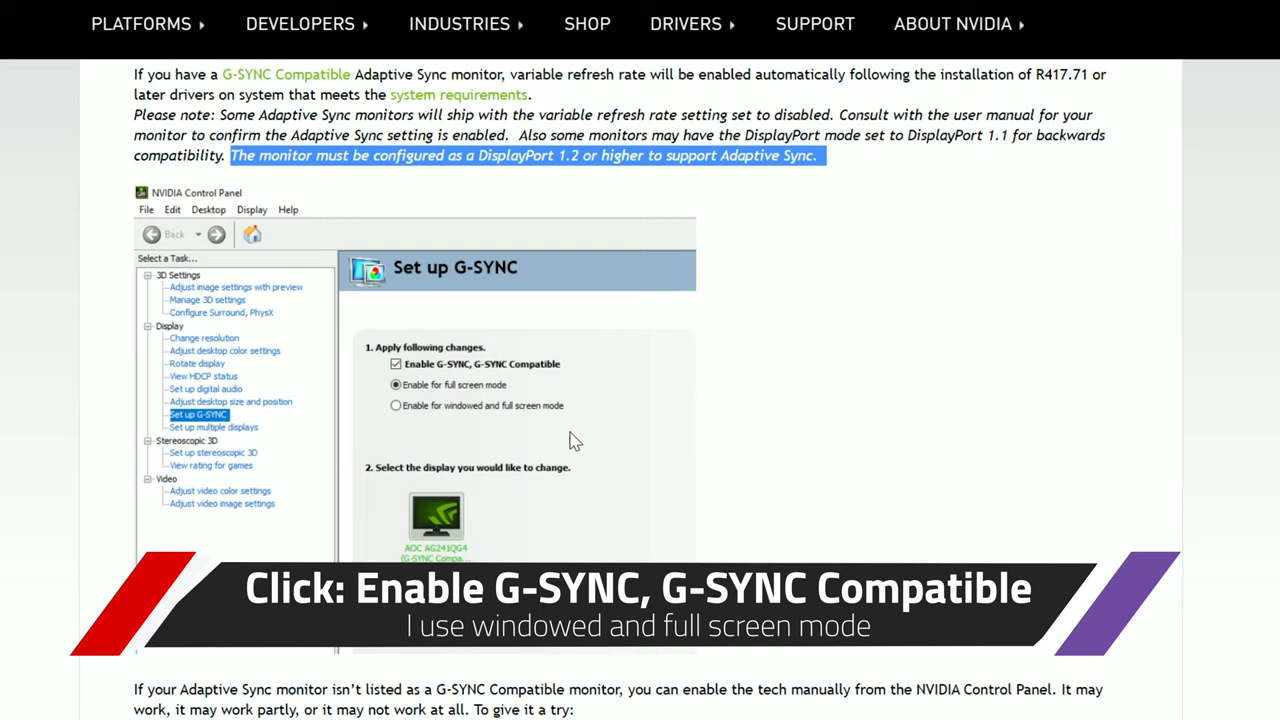 PLATFORMS DEVELOPERS INDUSTRIES SHOP DRIVERS SUPPORT ABOUT NVIDIA
If you have a G-SYNC Compatible Adaptive Sync monitor, variable refresh rate will be enabled automatically following the installation of R417.71 or
later drivers on system that meets the system requirements.
Please note: Some Adaptive Sync monitors will ship with the variable refresh rate setting set to disabled. Consult with the user manual for your
monitor to confirm the Adaptive Sync setting is enabled. Also some monitors may have the DisplayPort mode set to DisplayPort 1.1 for backwards
compatibility. The monitor must be configured as a DisplayPort 1.2 or higher to support Adaptive Sync.
NVIDIA Control Panel
File Edit Desktop Display Help
Back
Select a Task...
3D Settings
Adjust image settings with preview
Manage 3D settings
Configure Surround, PhysX
Display
Change resolution
Adjust desktop color settings
Rotate display
View HDCP status
Set up digital audio
Adjust desktop size and position
Set up G-SYNC
Set up multiple displays
Stereoscopic 3D
Set up stereoscopic 3D
View rating for games
Video
Adjust video color settings
Adjust video image settings
Set up G-SYNC
1. Apply following changes.
Enable G-SYNC, G-SYNC Compatible
Enable for full screen mode
Enable for windowed and full screen mode
2. Select the display you would like to change.
AOC AG241QG4
(G-SYNC Compa...
Click: Enable G-SYNC, G-SYNC Compatible
I use windowed and full screen mode
If your Adaptive Sync monitor isn't listed as a G-SYNC Compatible monitor, you can enable the tech manually from the NVIDIA Control Panel. It may
work, it may work partly, or it may not work at all. To give it a try: